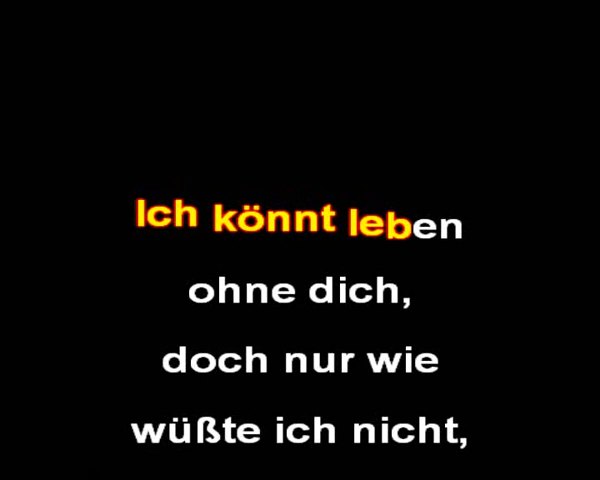 Ich könnt leben
ohne dich,
doch nur wie
wüßte ich nicht,